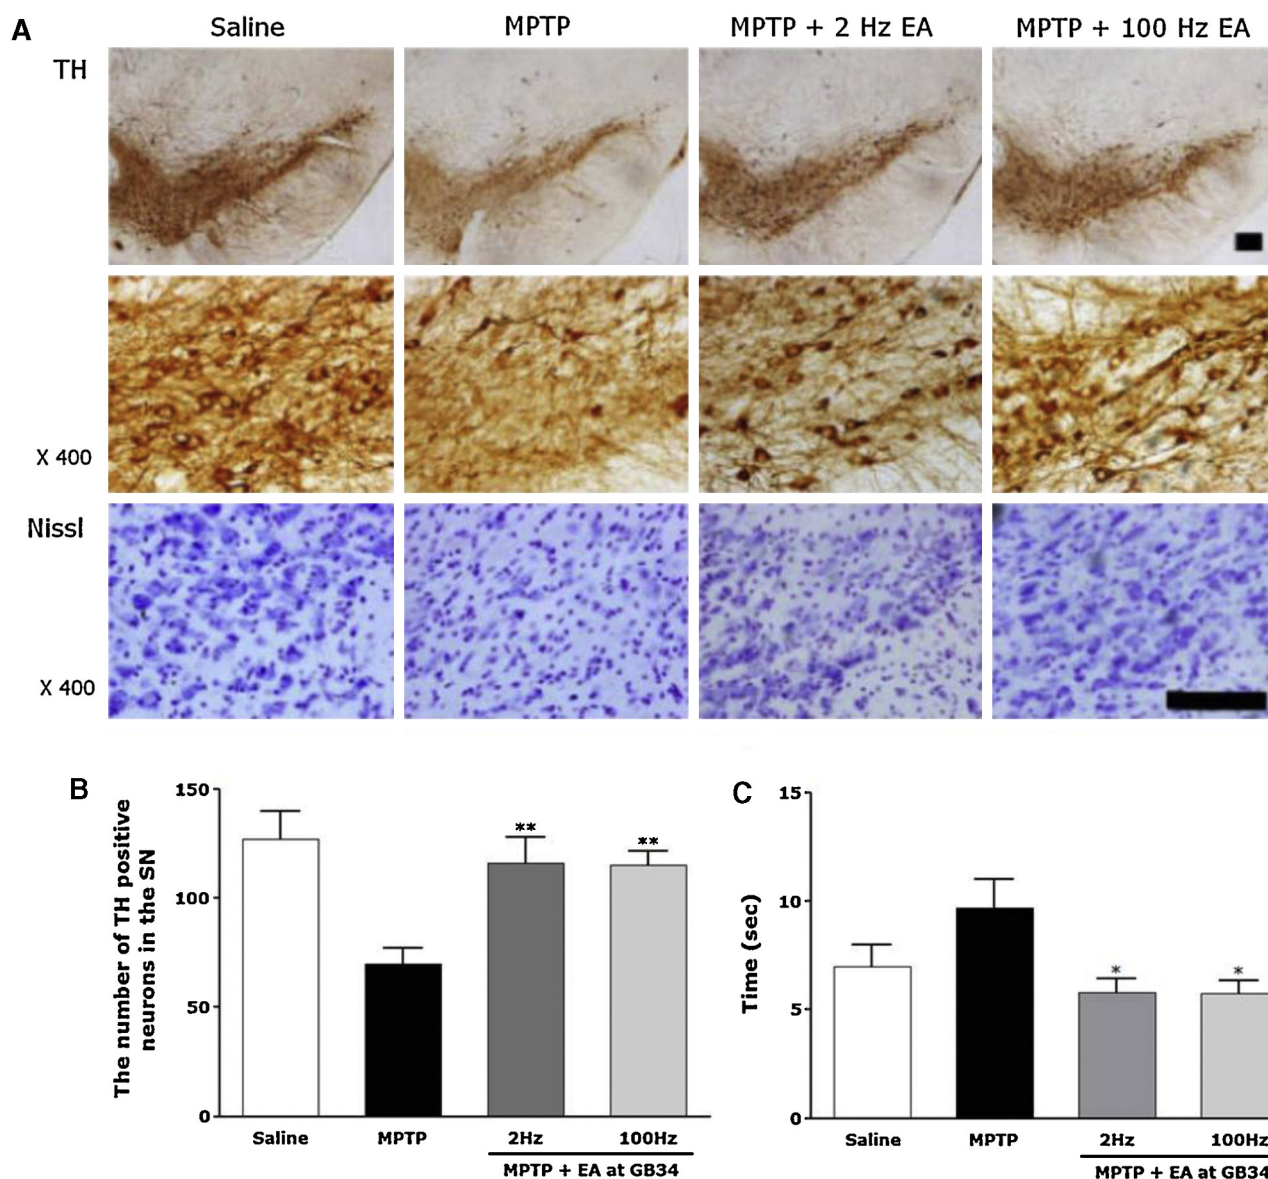 A
Saline
MPTP
MPTP + 2 Hz EA
MPTP + 100 Hz EA
TH
X 400
Nissl
X 400
B
The number of TH positive
neurons in the SN
150
100
50
0
**
**
Saline
MPTP
2Hz
100Hz
MPTP + EA at GB34
C
Time (sec)
15
10
5
0
*
*
Saline
MPTP
2Hz
100Hz
MPTP + EA at GB34